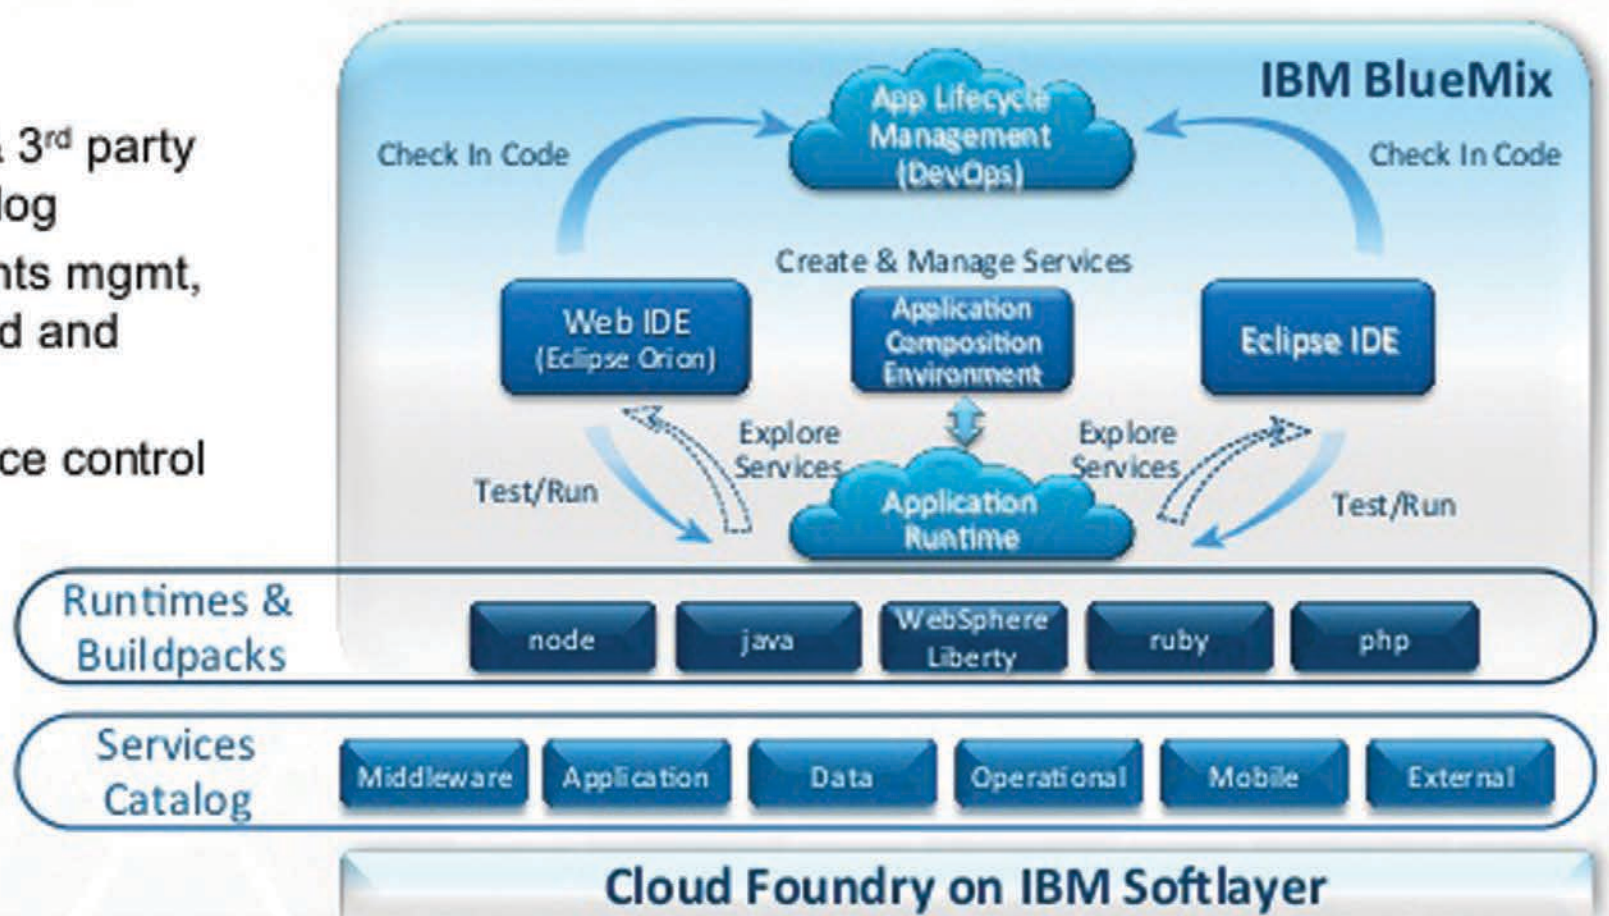 3rd party
log
nts mgmt,
d and
ce control
IBM BlueMix
App Lifecycle
Management
(DevOps)
Check In Code
Check In Code
Create & Manage Services
Web IDE
(Eclipse Orion)
Application
Composition
Environment
Eclipse IDE
Explore
Services
Explore
Services
Test/Run
Application
Runtime
Test/Run
Runtimes &
Buildpacks
node
java
WebSphere
Liberty
ruby
php
Services
Catalog
Middleware
Application
Data
Operational
Mobile
External
Cloud Foundry on IBM Softlayer